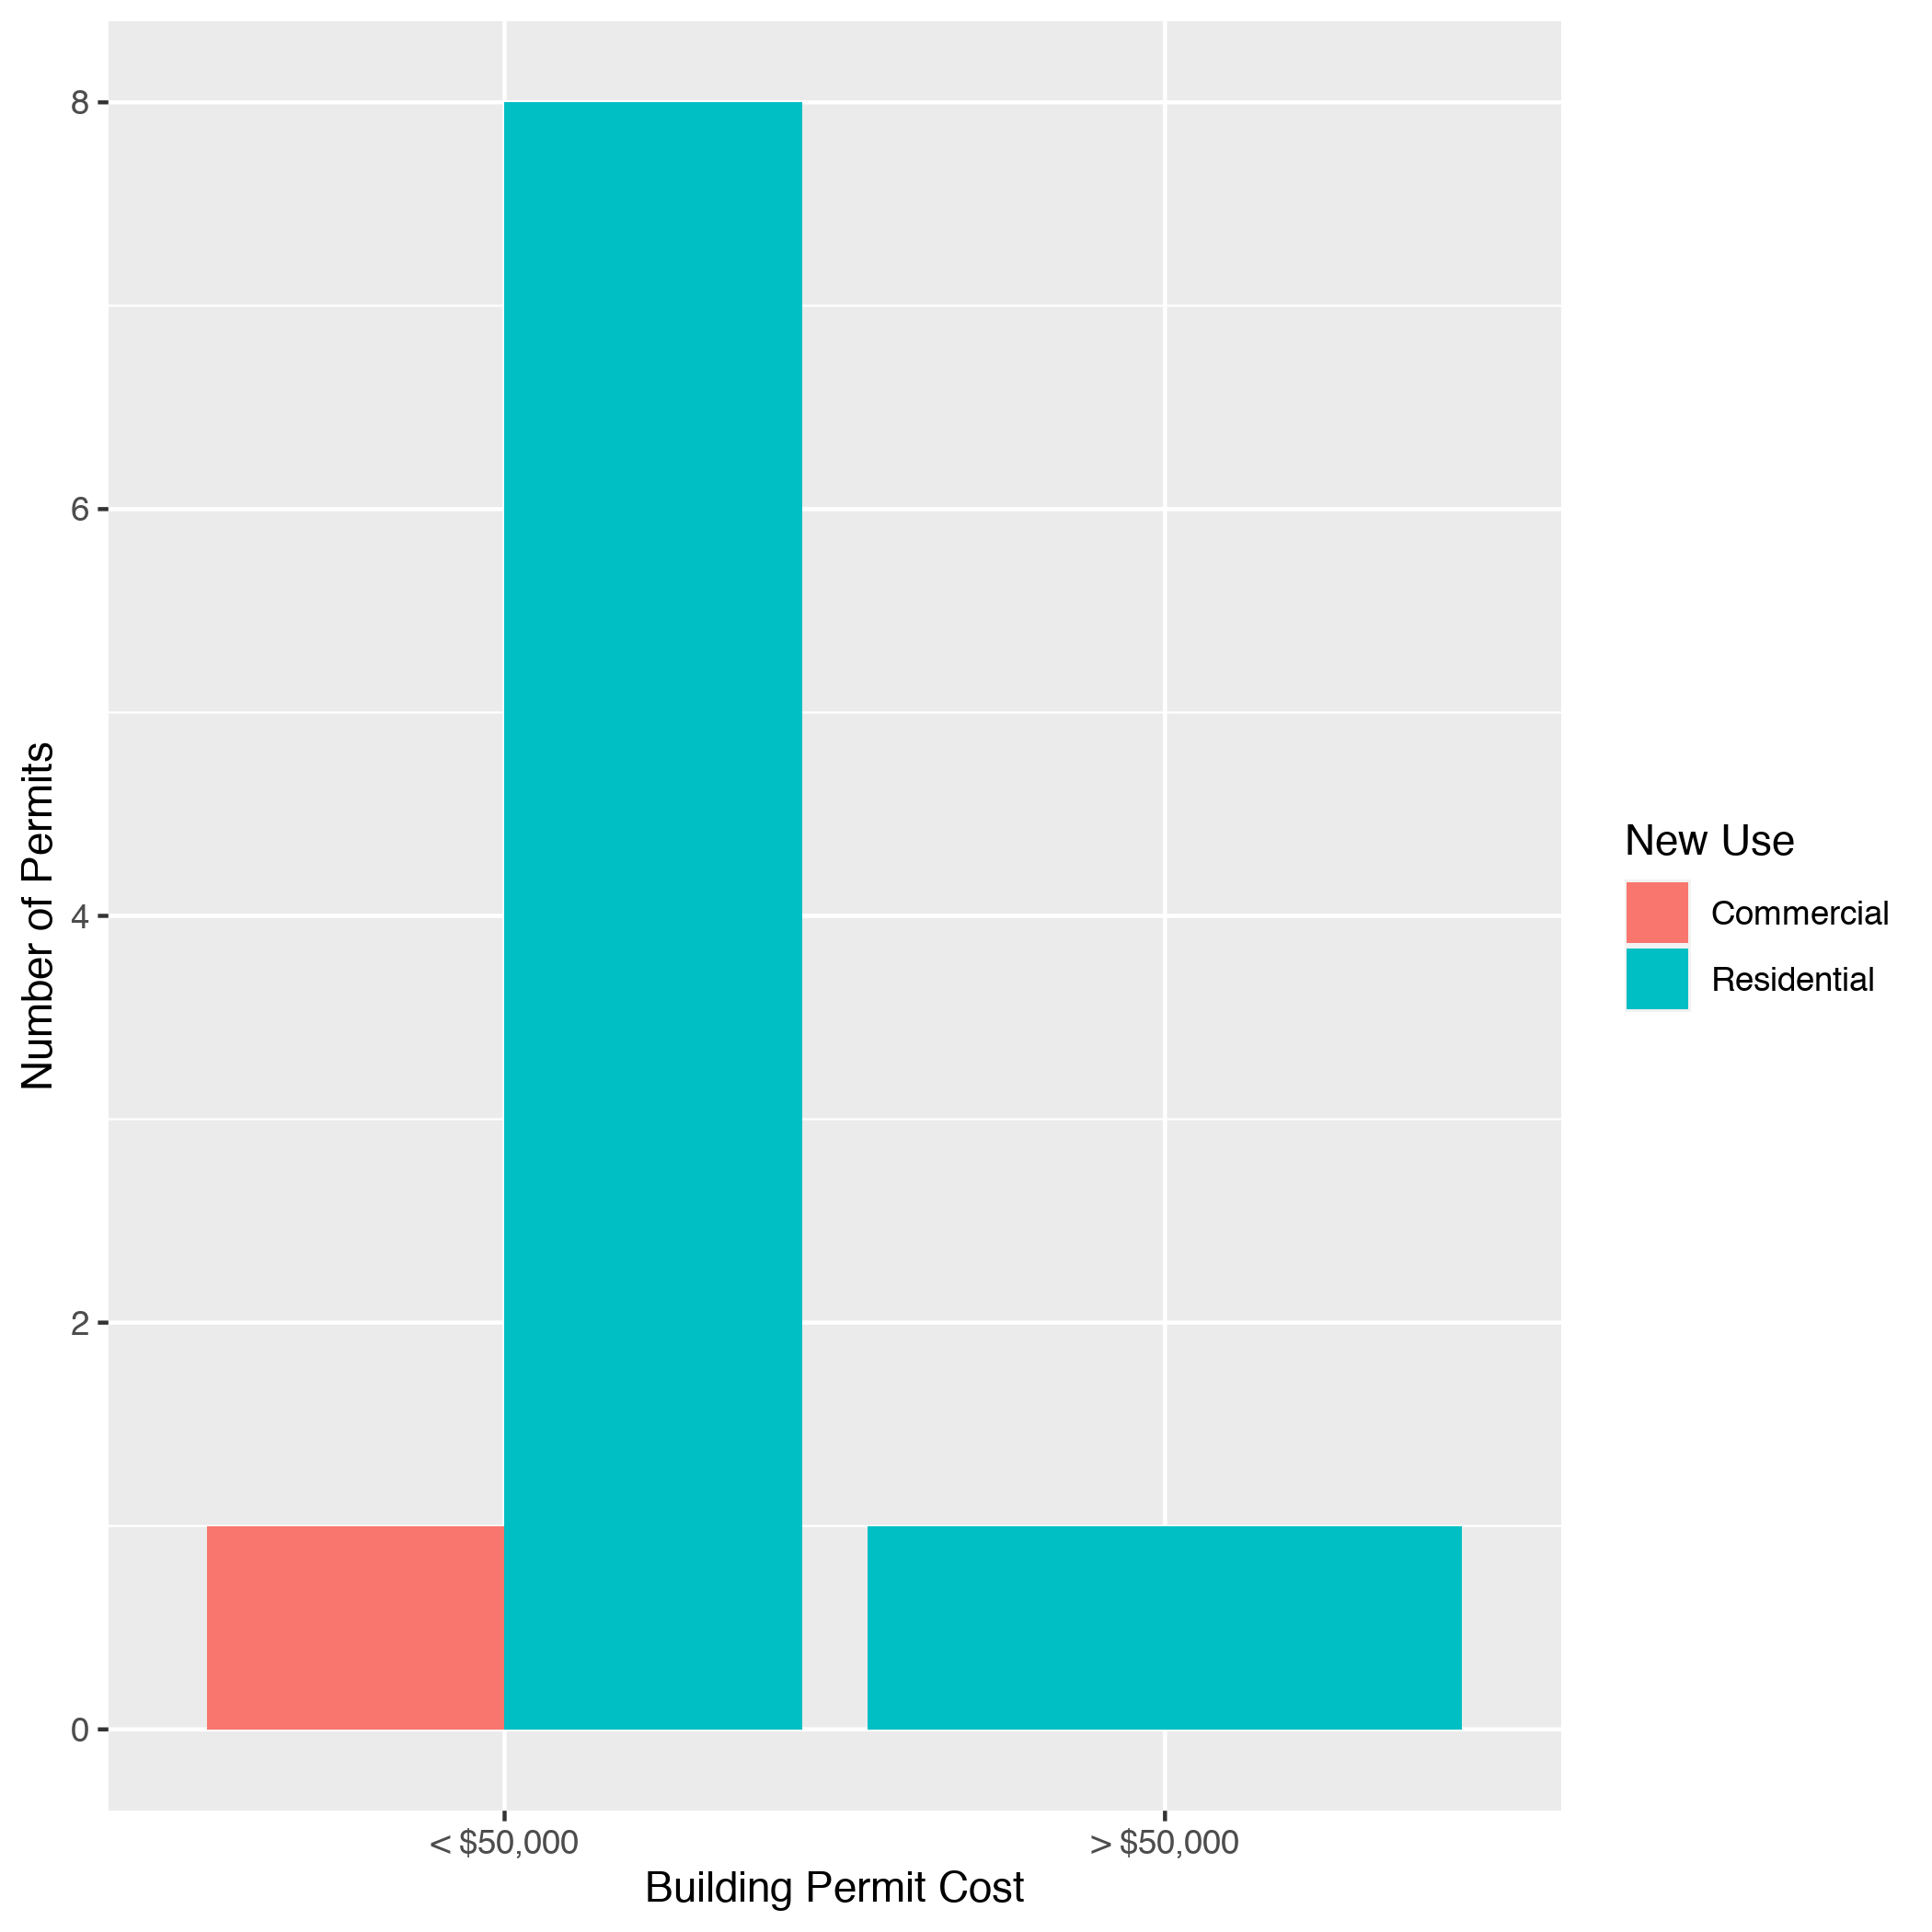 8
6
4
2
0
Number of Permits
< $50,000
> $50,000
Building Permit Cost
New Use
Commercial
Residential